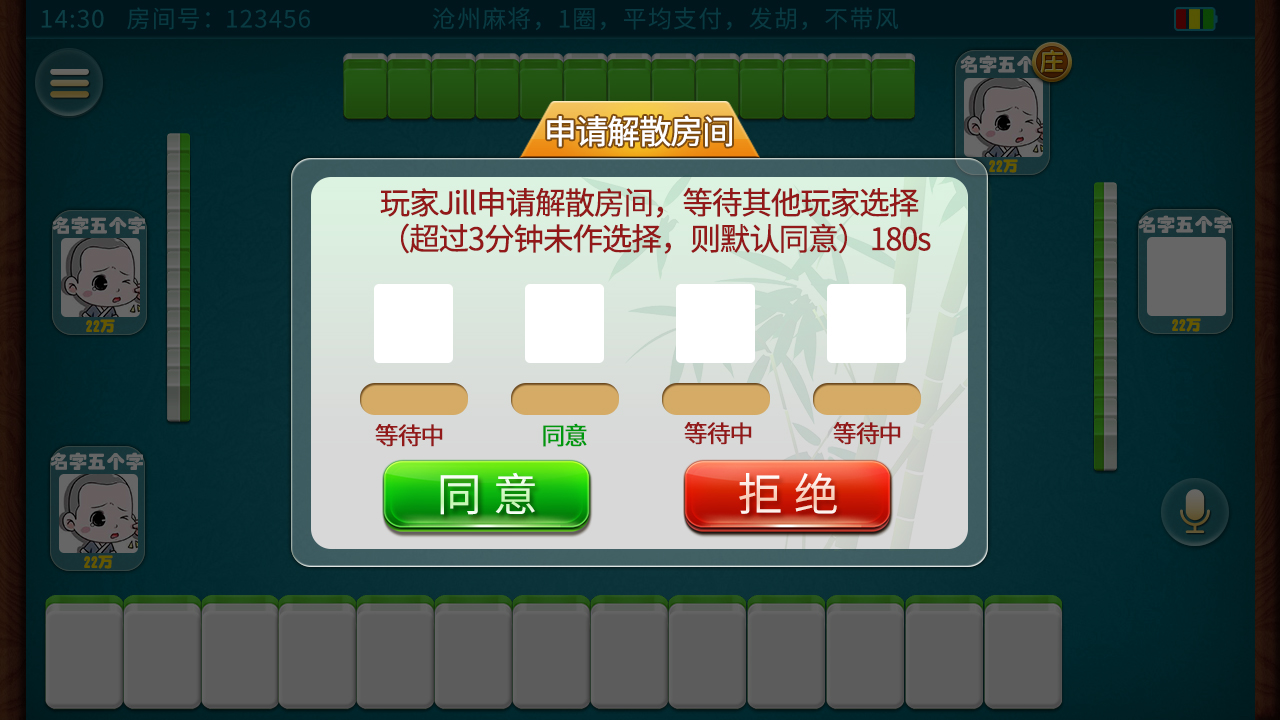 14:30 房间号：123456 沧州麻将，1圈，平均支付，发胡，不带风
名字五个
庄
22万
申请解散房间
玩家Jill申请解散房间，等待其他玩家选择
（超过3分钟未作选择，则默认同意） 180s
名字五个字
22万
名字五个字
22万
等待中 同意 等待中 等待中
同意 拒绝
名字五个字
22万